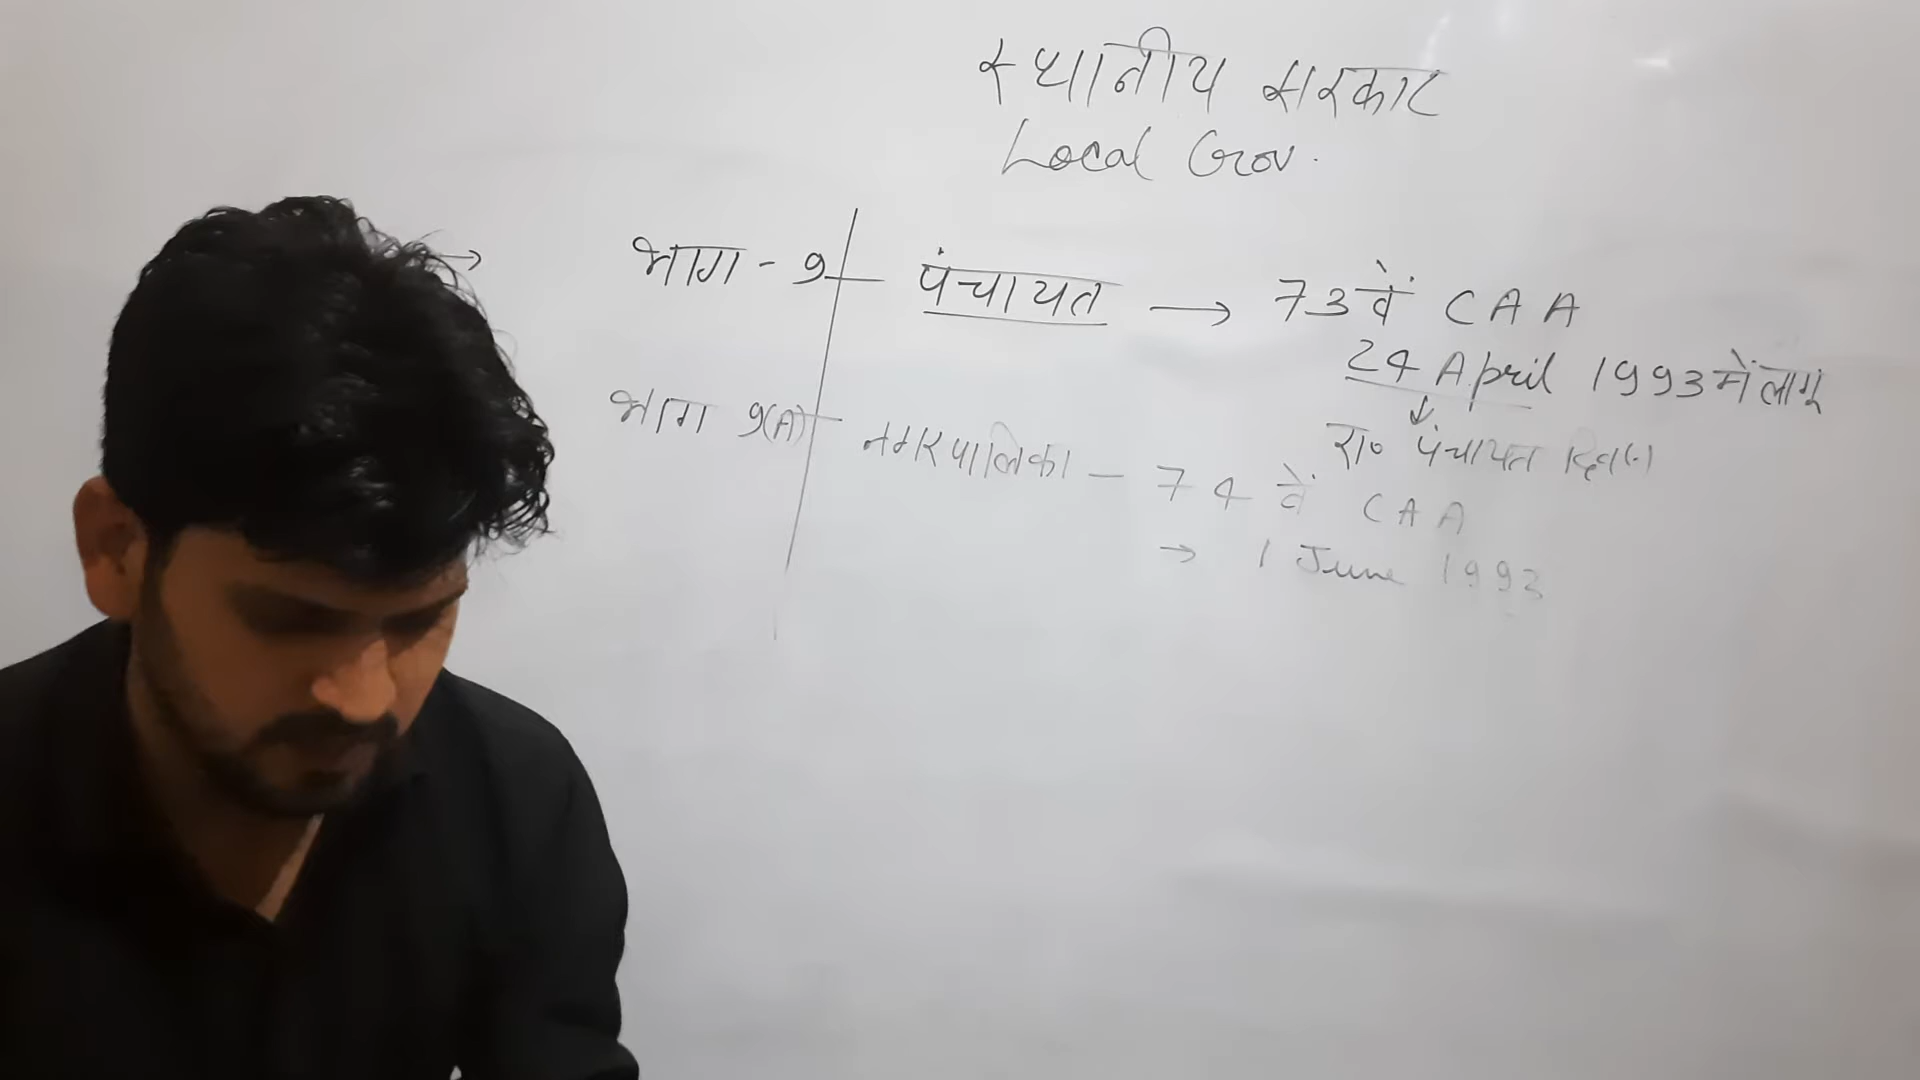 स्थानीय सरकार
Local Gov.
→ भाग - 9 - पंचायत → 73 वें CAA
24 April 1993 में लागू
↓
रा० पंचायत दिवस
भाग 9(A) - नगरपालिका - 74 वें CAA
→ 1 June 1993